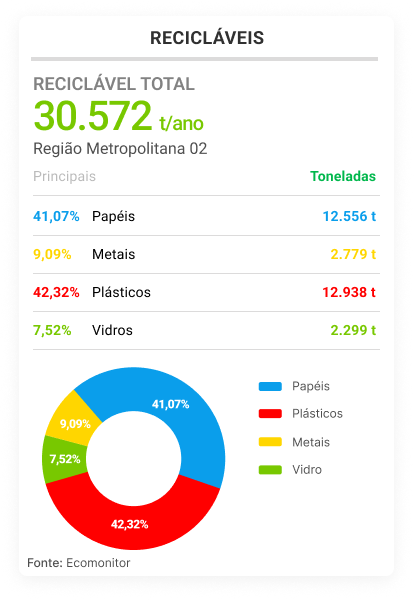 RECICLÁVEIS
RECICLÁVEL TOTAL
30.572 t/ano
Região Metropolitana 02
Principais Toneladas
41,07% Papéis 12.556 t
9,09% Metais 2.779 t
42,32% Plásticos 12.938 t
7,52% Vidros 2.299 t
41,07%
9,09%
7,52%
42,32%
Papéis
Plásticos
Metais
Vidro
Fonte: Ecomonitor